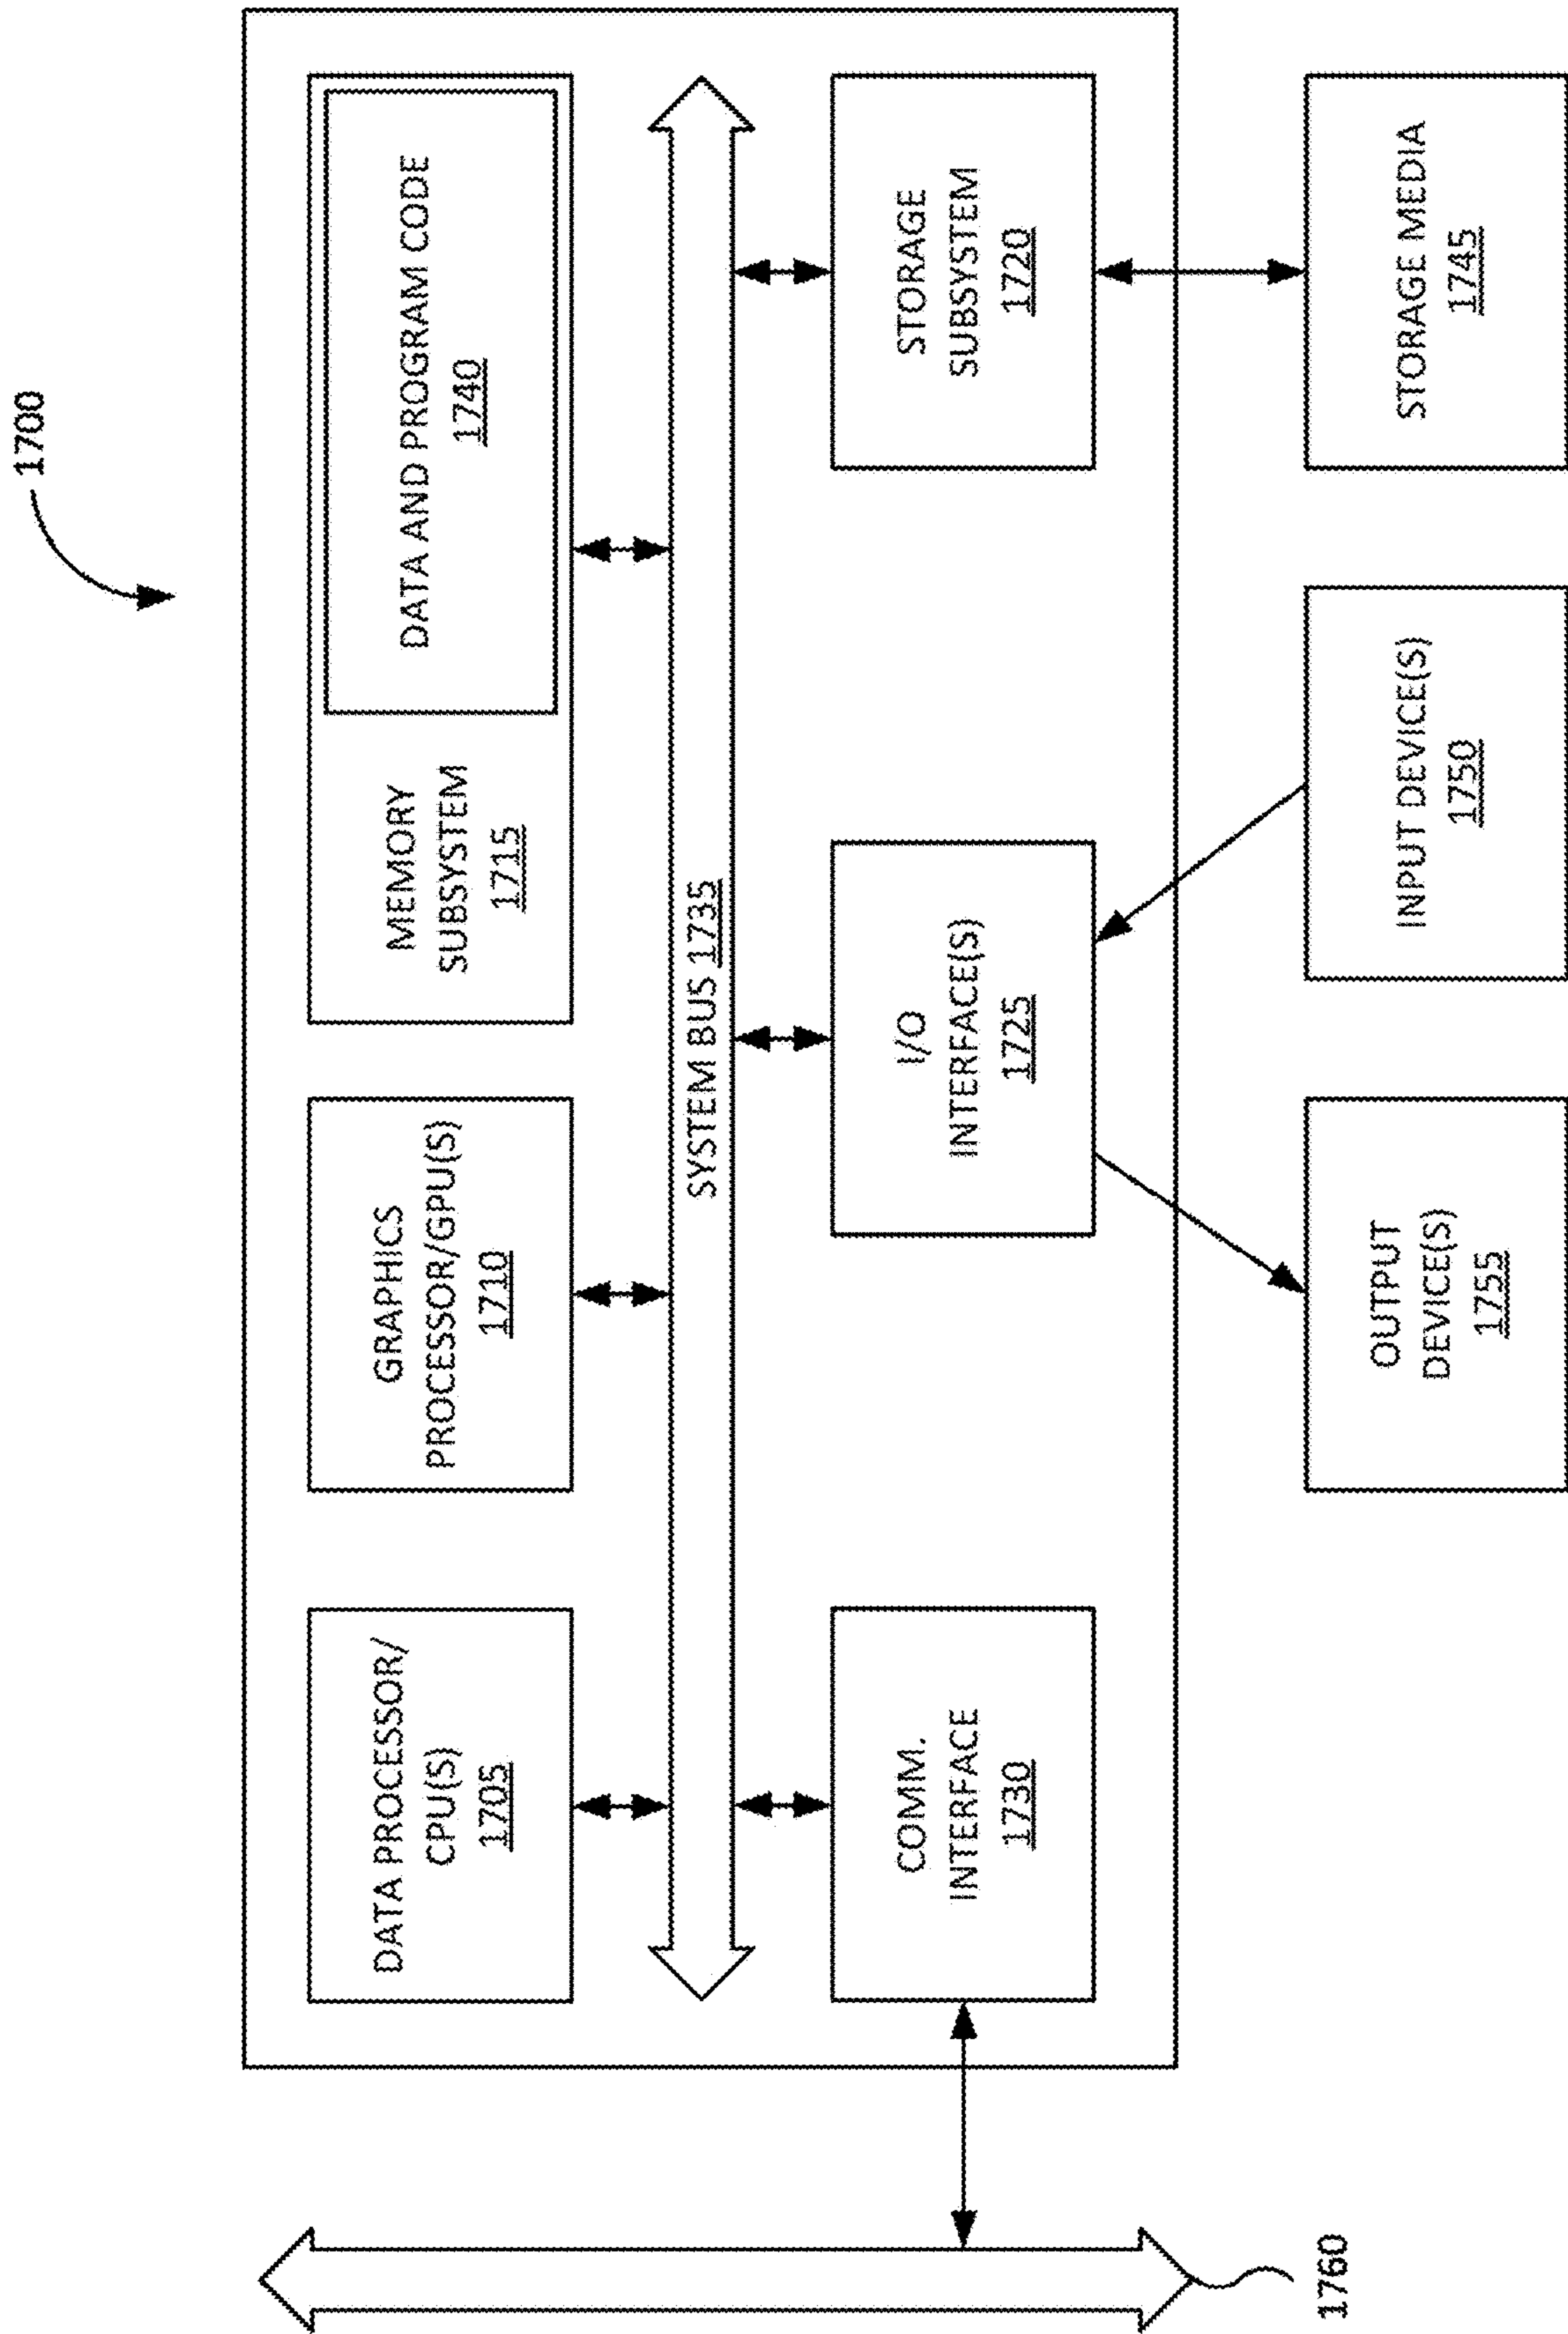 1700
DATA PROCESSOR/
CPU(S)
1705
GRAPHICS
PROCESSOR/GPU(S)
1710
MEMORY
SUBSYSTEM
1715
DATA AND PROGRAM CODE
1740
SYSTEM BUS 1735
COMM.
INTERFACE
1730
I/O
INTERFACE(S)
1725
STORAGE
SUBSYSTEM
1720
OUTPUT
DEVICE(S)
1755
INPUT DEVICE(S)
1750
STORAGE MEDIA
1745
1760